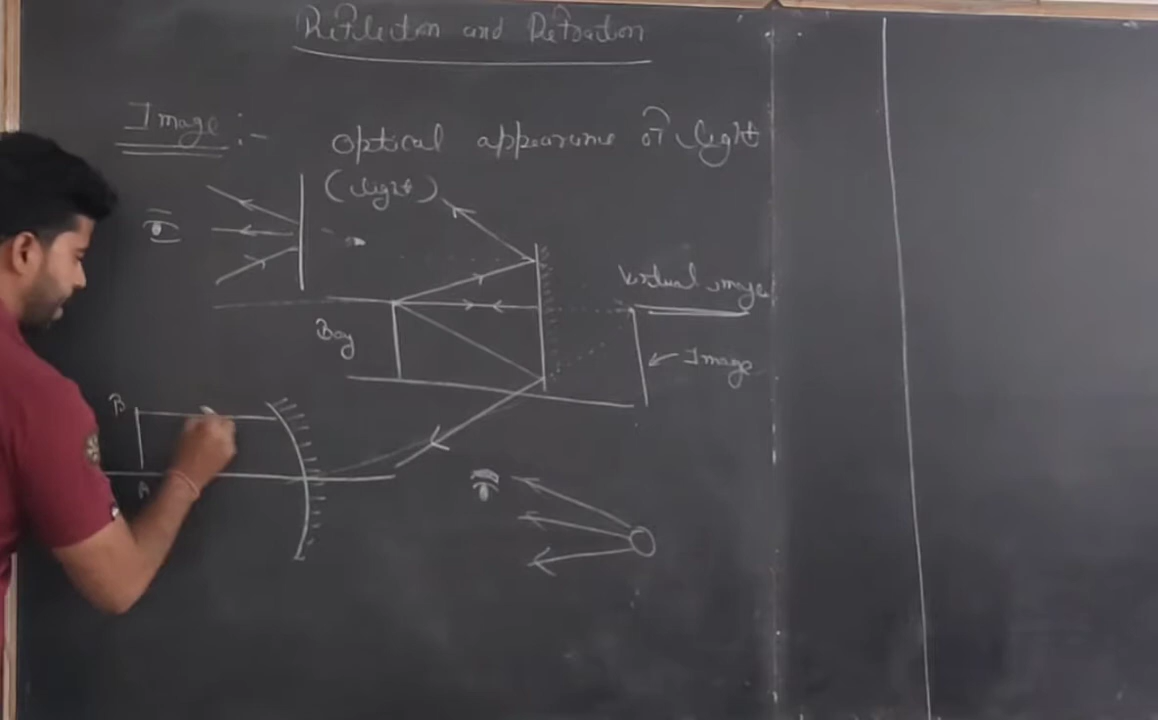 Reflection and Refraction
Image :- optical appearance of light
(light)
Virtual image
Boy
Image
B
A